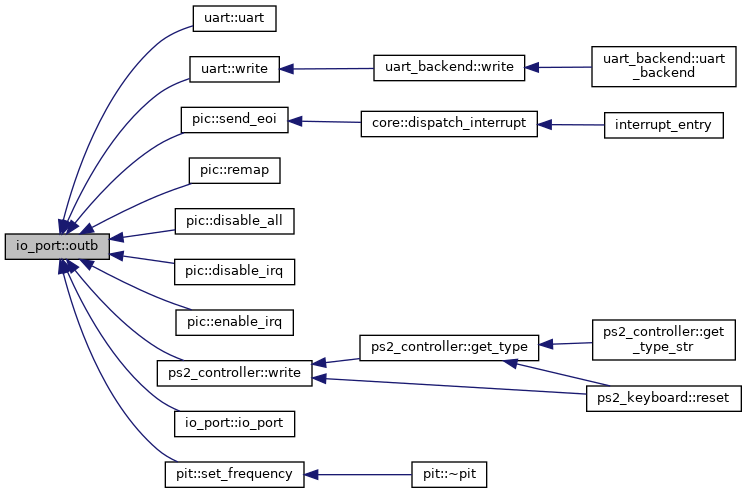 uart::uart
uart::write
uart_backend::write
uart_backend::uart
_backend
pic::send_eoi
core::dispatch_interrupt
interrupt_entry
pic::remap
pic::disable_all
io_port::outb
pic::disable_irq
pic::enable_irq
ps2_controller::write
ps2_controller::get_type
ps2_controller::get
_type_str
ps2_keyboard::reset
io_port::io_port
pit::set_frequency
pit::~pit